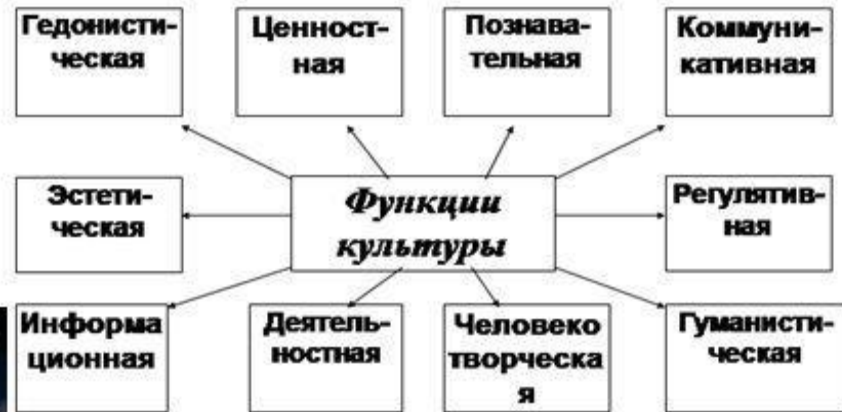 Гедонисти-
ческая
Ценност-
ная
Познава-
тельная
Коммуни-
кативная
Эстети-
ческая
Функции
культуры
Регулятив-
ная
Информа
ционная
Деятель-
ностная
Человеко
творческа
я
Гуманисти-
ческая